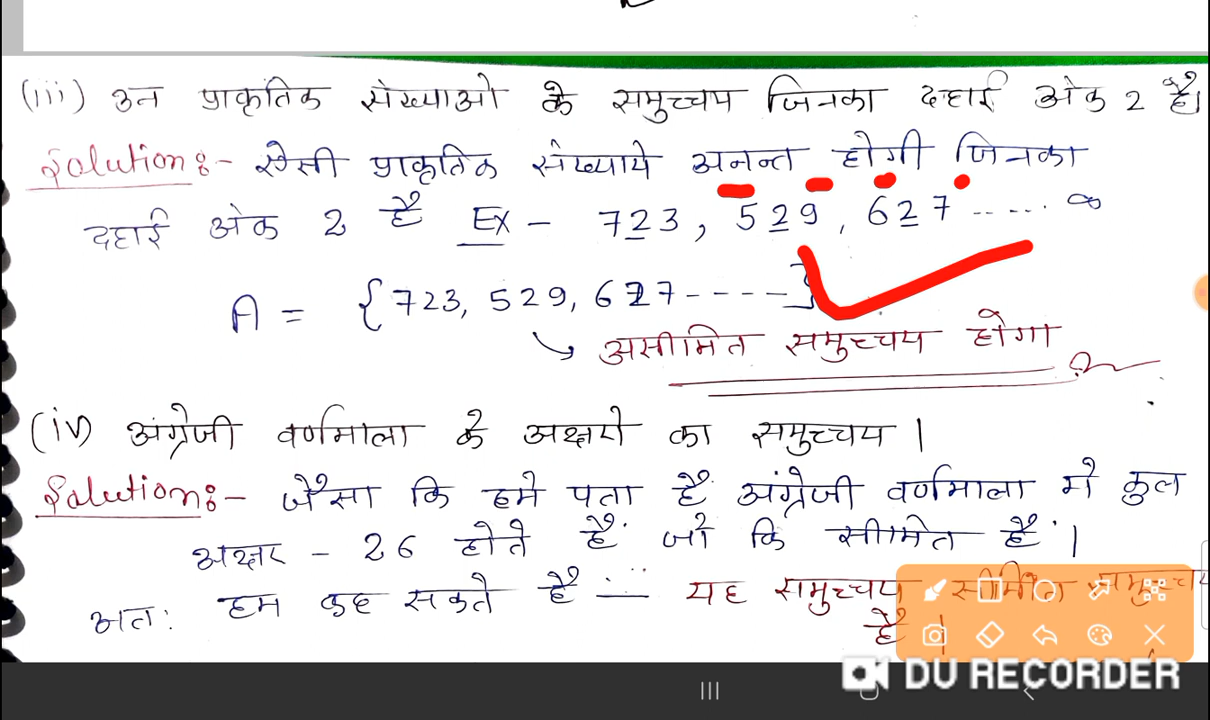 (iii) उन प्राकृतिक संख्याओ के समुच्चय जिनका दहाई अंक 2 है।
Solution:- ऐसी प्राकृतिक संख्याये अनन्त होगी जिनका
दहाई अंक 2 है Ex - 723, 529, 627 ...... ∞
A = {723, 529, 627----}
↘ असीमित समुच्चय होगा
(iv) अंग्रेजी वर्णमाला के अक्षरो का समुच्चय।
Solution:- जैसा कि हमे पता है अंग्रेजी वर्णमाला मे कुल
अक्षर - 26 होते है जो कि सीमित है।
अतः हम कह सकते है — यह समुच्चय सीमित समुच्चय
है।
DU RECORDER